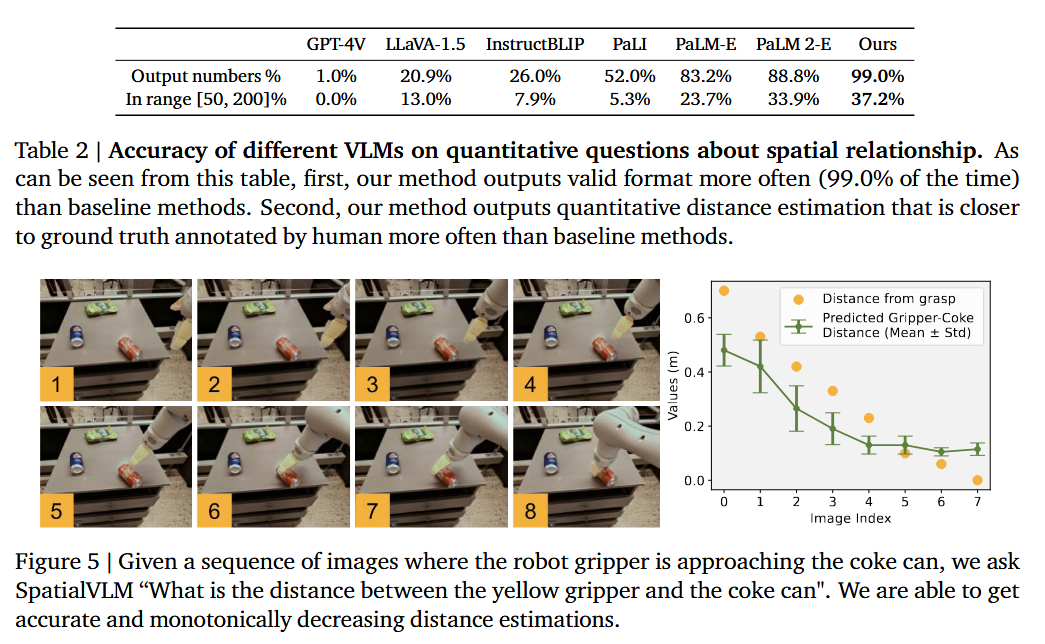 GPT-4V LLaVA-1.5 InstructBLIP PaLI PaLM-E PaLM 2-E Ours
Output numbers % 1.0% 20.9% 26.0% 52.0% 83.2% 88.8% 99.0%
In range [50, 200]% 0.0% 13.0% 7.9% 5.3% 23.7% 33.9% 37.2%
Table 2 | Accuracy of different VLMs on quantitative questions about spatial relationship. As
can be seen from this table, first, our method outputs valid format more often (99.0% of the time)
than baseline methods. Second, our method outputs quantitative distance estimation that is closer
to ground truth annotated by human more often than baseline methods.
1 2 3 4
5 6 7 8
Distance from grasp
Predicted Gripper-Coke
Distance (Mean ± Std)
Values (m)
0.6
0.4
0.2
0.0
0 1 2 3 4 5 6 7
Image Index
Figure 5 | Given a sequence of images where the robot gripper is approaching the coke can, we ask
SpatialVLM “What is the distance between the yellow gripper and the coke can". We are able to get
accurate and monotonically decreasing distance estimations.